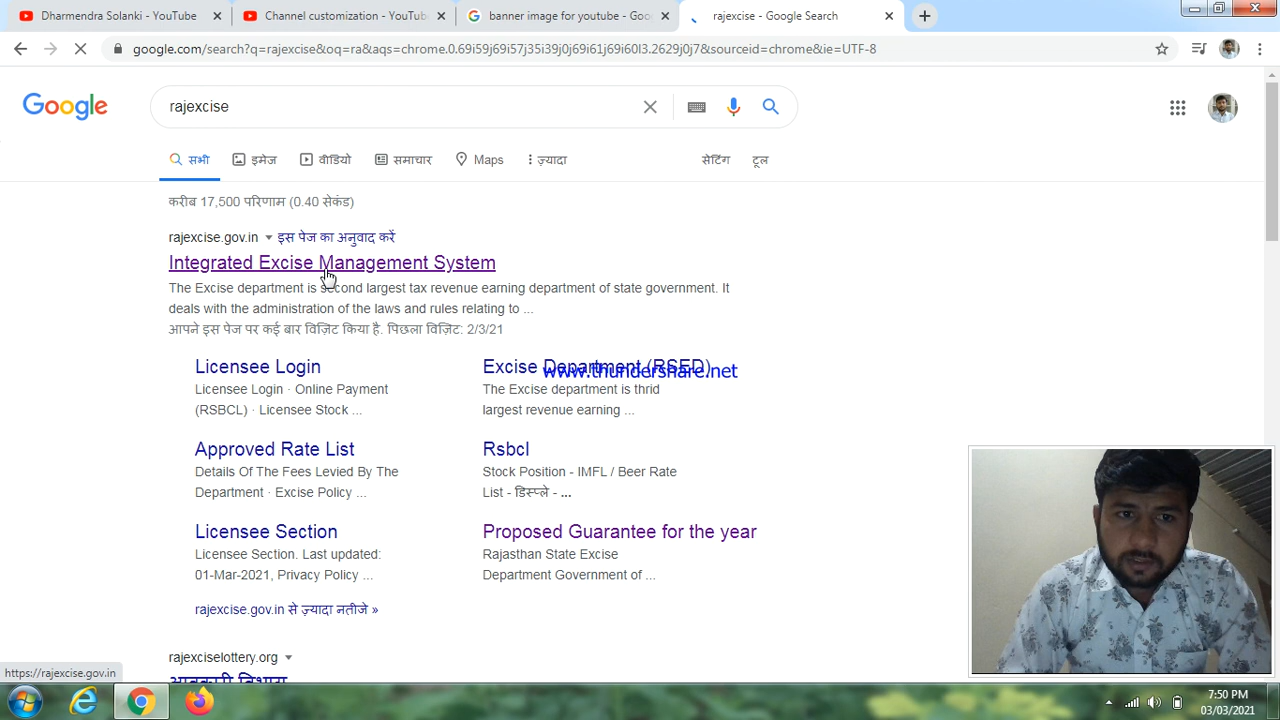 Dharmendra Solanki - YouTube
Channel customization - YouTub
banner image for youtube - Goo
rajexcise - Google Search
google.com/search?q=rajexcise&oq=ra&aqs=chrome.0.69i59j69i57j35i39j0j69i61j69i60l3.2629j0j7&sourceid=chrome&ie=UTF-8
Google
rajexcise
सभी
इमेज
वीडियो
समाचार
Maps
ज़्यादा
सेटिंग
टूल
करीब 17,500 परिणाम (0.40 सेकंड)
rajexcise.gov.in
इस पेज का अनुवाद करें
Integrated Excise Management System
The Excise department is second largest tax revenue earning department of state government. It
deals with the administration of the laws and rules relating to ...
आपने इस पेज पर कई बार विज़िट किया है. पिछला विज़िट: 2/3/21
Licensee Login
Licensee Login · Online Payment
(RSBCL) · Licensee Stock ...
Excise Department (RSED)
www.thundershare.net
The Excise department is thrid
largest revenue earning ...
Approved Rate List
Details Of The Fees Levied By The
Department · Excise Policy ...
Rsbcl
Stock Position - IMFL / Beer Rate
List - डिस्प्ले - ...
Licensee Section
Licensee Section. Last updated:
01-Mar-2021, Privacy Policy ...
Proposed Guarantee for the year
Rajasthan State Excise
Department Government of ...
rajexcise.gov.in से ज़्यादा नतीजे »
rajexciselottery.org
आबकारी विभाग
https://rajexcise.gov.in
7:50 PM
03/03/2021